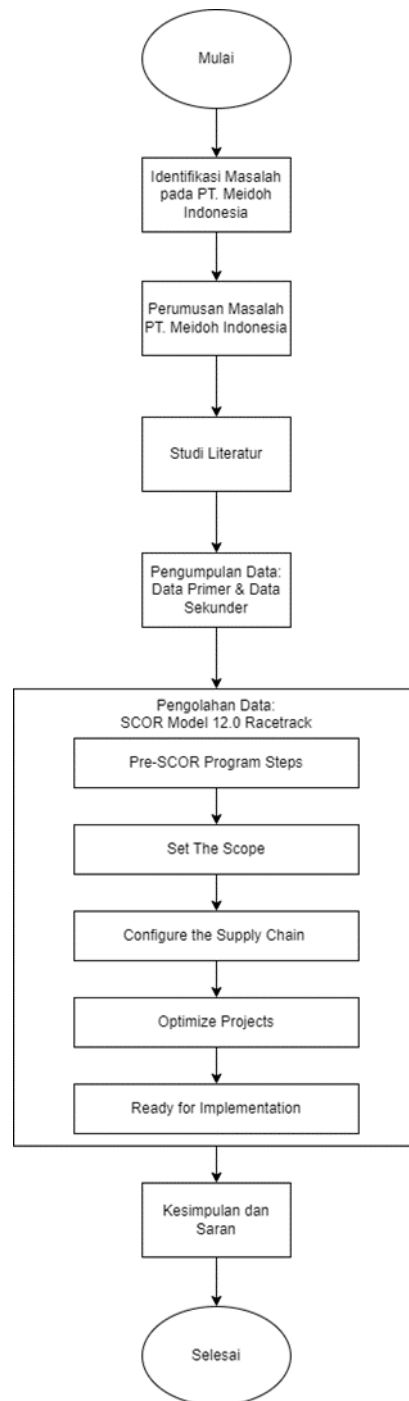 Mulai
Identifikasi Masalah
pada PT. Meidoh
Indonesia
Perumusan Masalah
PT. Meidoh Indonesia
Studi Literatur
Pengumpulan Data:
Data Primer & Data
Sekunder
Pengolahan Data:
SCOR Model 12.0 Racetrack
Pre-SCOR Program Steps
Set The Scope
Configure the Supply Chain
Optimize Projects
Ready for Implementation
Kesimpulan dan
Saran
Selesai